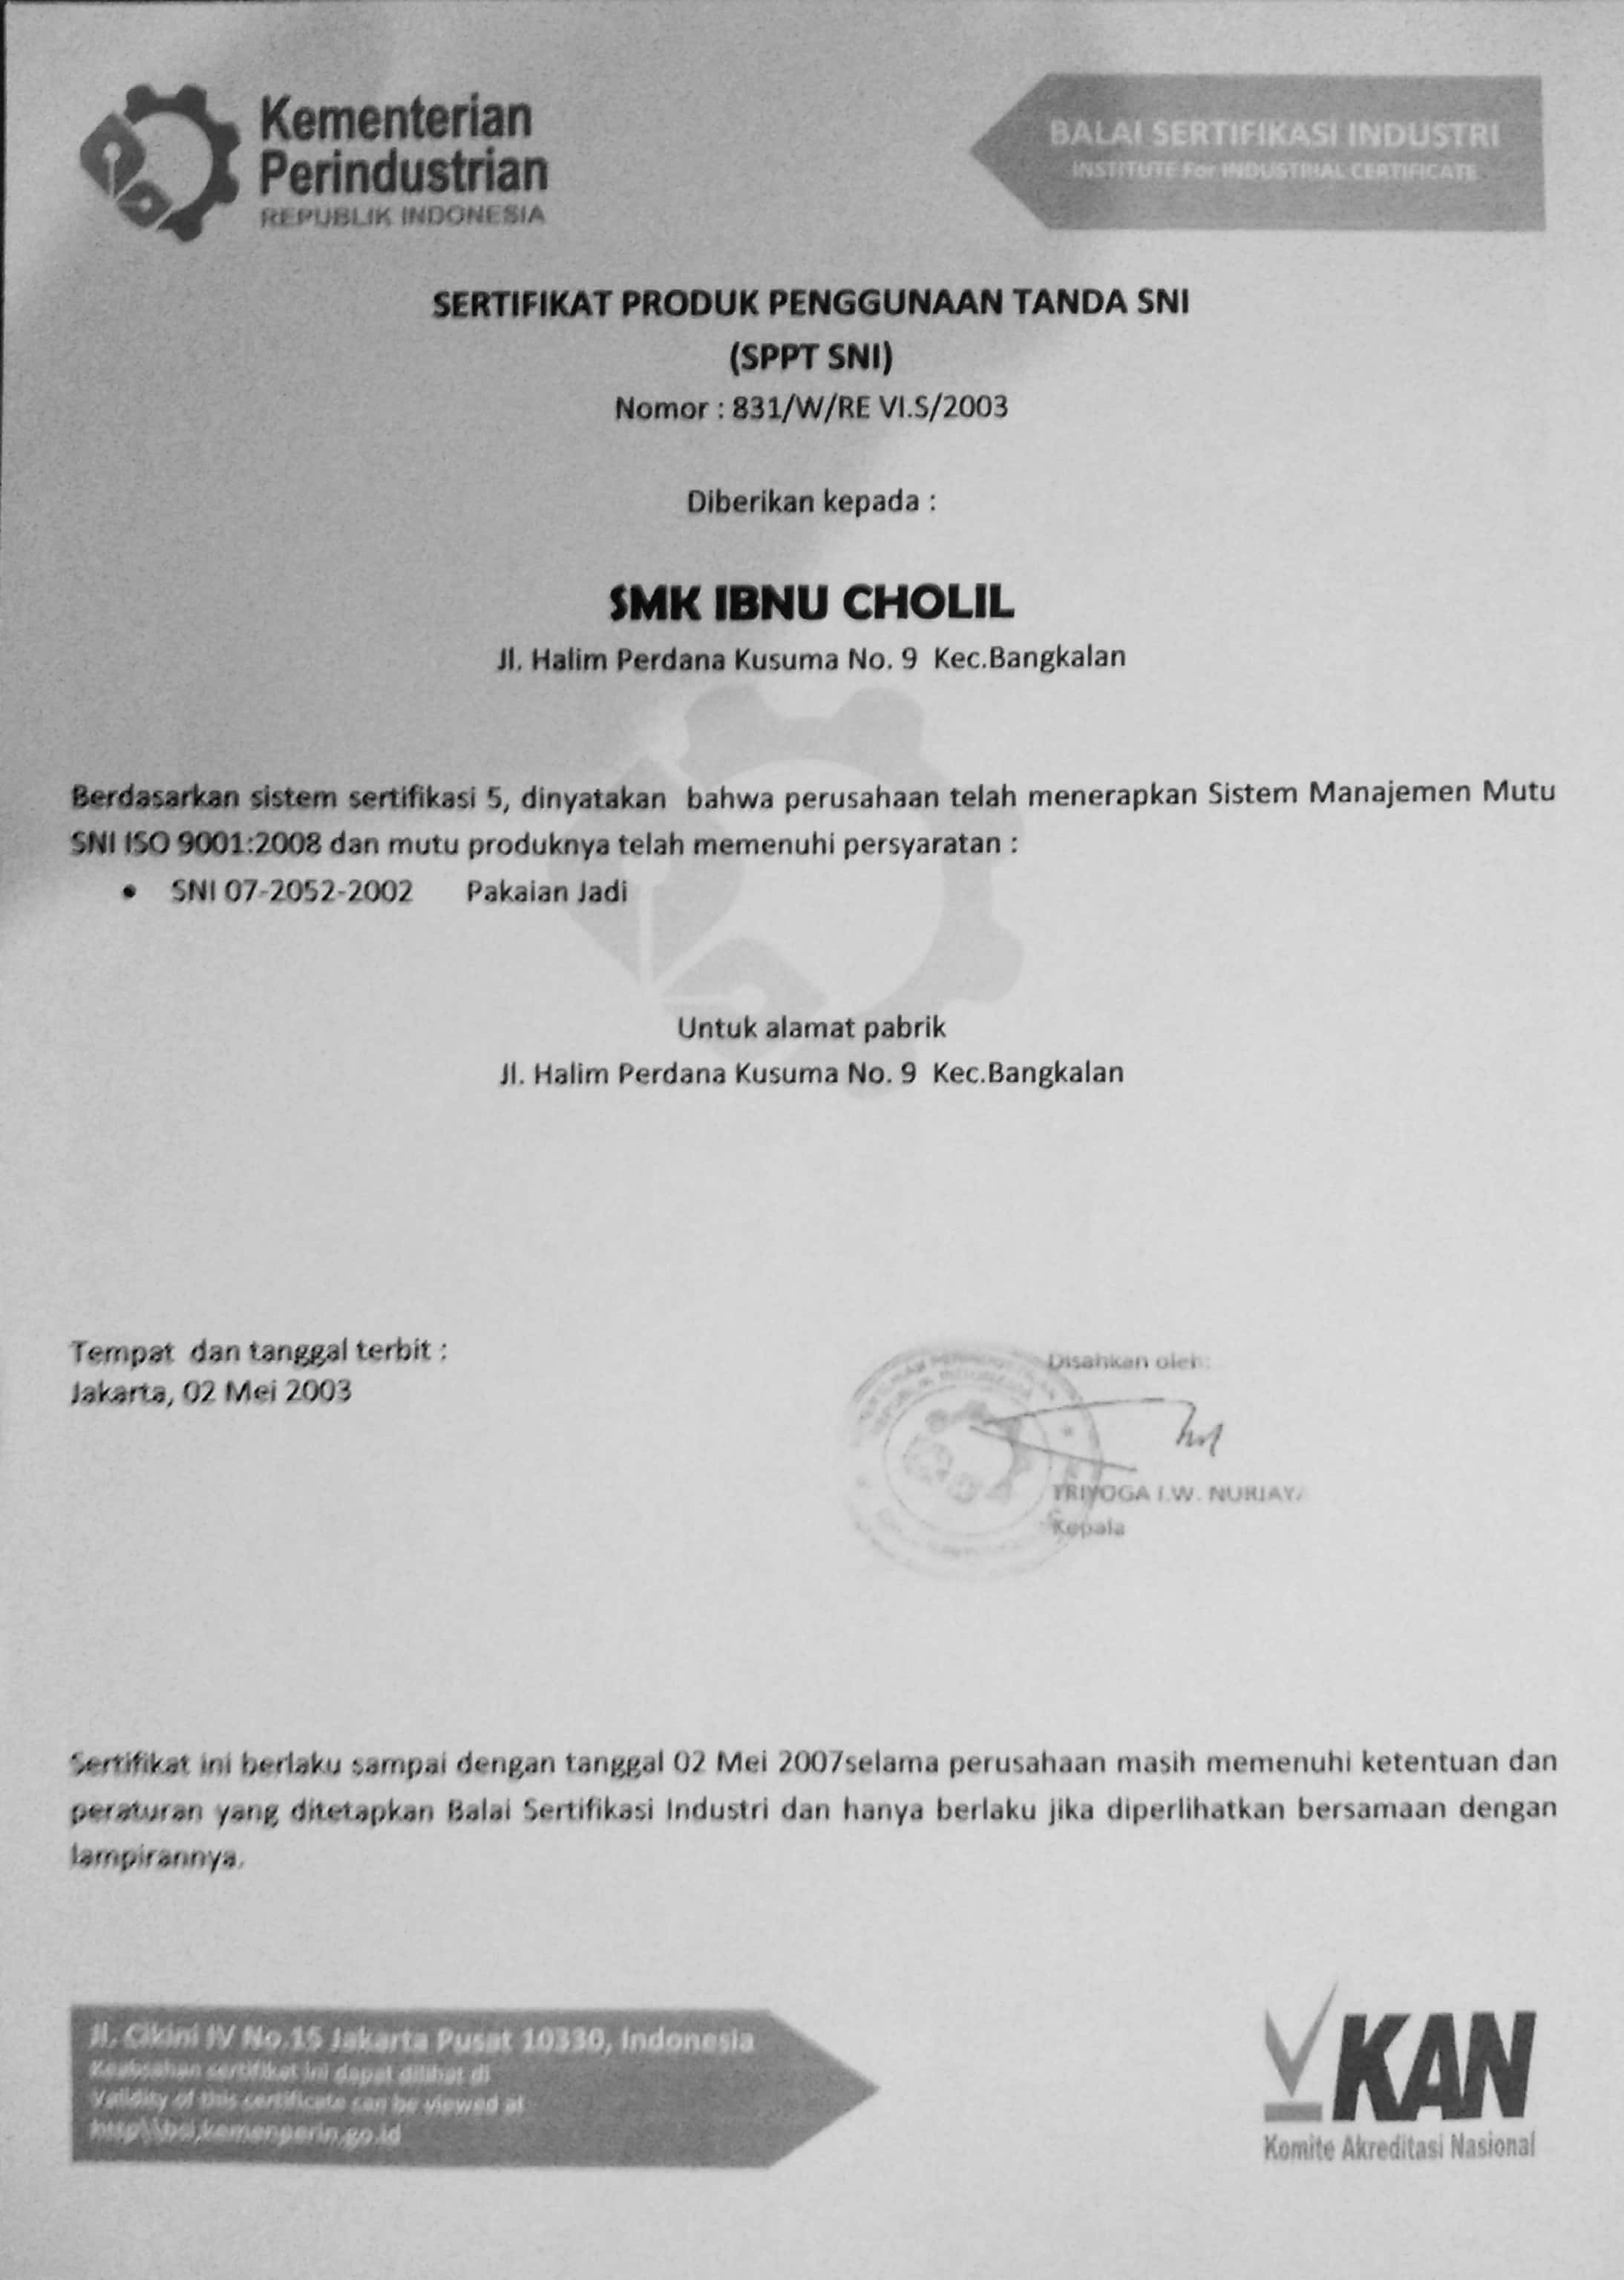 Kementerian
Perindustrian
REPUBLIK INDONESIA
BALAI SERTIFIKASI INDUSTRI
INSTITUTE For INDUSTRIAL CERTIFICATE
SERTIFIKAT PRODUK PENGGUNAAN TANDA SNI
(SPPT SNI)
Nomor : 831/W/RE VI.S/2003
Diberikan kepada :
SMK IBNU CHOLIL
Jl. Halim Perdana Kusuma No. 9 Kec.Bangkalan
Berdasarkan sistem sertifikasi 5, dinyatakan bahwa perusahaan telah menerapkan Sistem Manajemen Mutu
SNI ISO 9001:2008 dan mutu produknya telah memenuhi persyaratan :
• SNI 07-2052-2002 Pakaian Jadi
Untuk alamat pabrik
Jl. Halim Perdana Kusuma No. 9 Kec.Bangkalan
Tempat dan tanggal terbit :
Jakarta, 02 Mei 2003
Disahkan oleh:
TRIYOGA I.W. NURJAYA
Kepala
Sertifikat ini berlaku sampai dengan tanggal 02 Mei 2007selama perusahaan masih memenuhi ketentuan dan
peraturan yang ditetapkan Balai Sertifikasi Industri dan hanya berlaku jika diperlihatkan bersamaan dengan
lampirannya.
Jl. Cikini IV No.15 Jakarta Pusat 10330, Indonesia
Keabsahan sertifikat ini dapat dilihat di
Validity of this certificate can be viewed at
http\\bsi.kemenperin.go.id
KAN
Komite Akreditasi Nasional